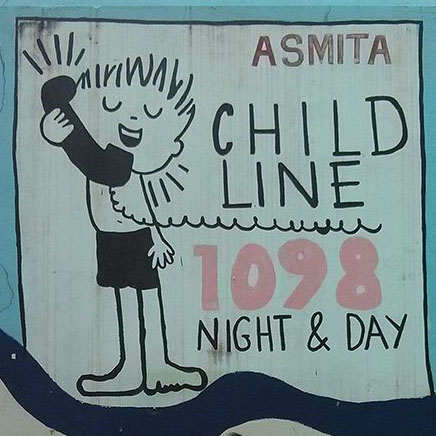 ASMITA
CHILD
LINE
1098
NIGHT & DAY